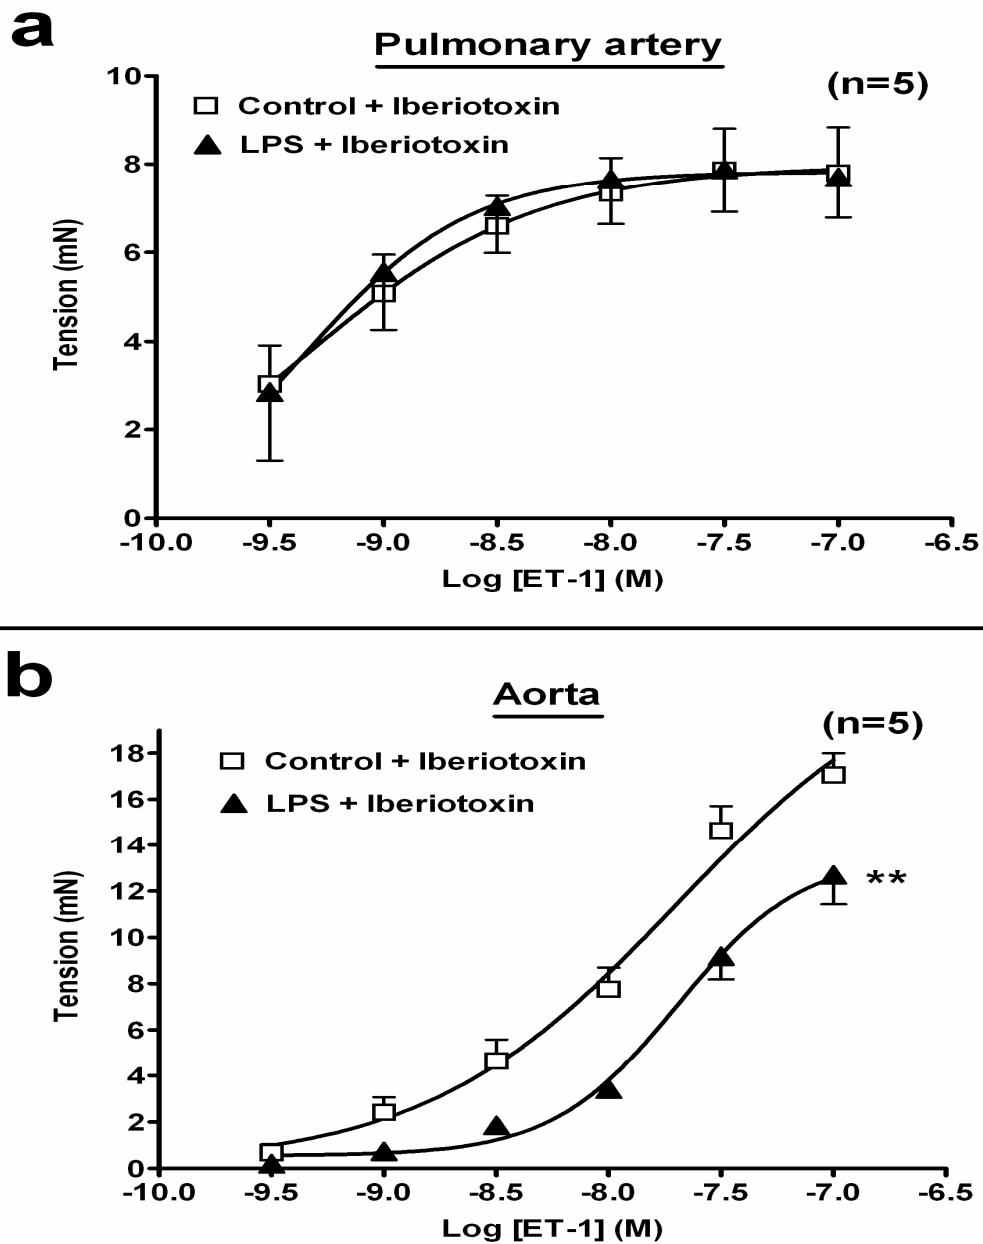 a
Pulmonary artery
(n=5)
Control + Iberiotoxin
LPS + Iberiotoxin
Tension (mN)
10
8
6
4
2
0
-10.0 -9.5 -9.0 -8.5 -8.0 -7.5 -7.0 -6.5
Log [ET-1] (M)
b
Aorta
(n=5)
Control + Iberiotoxin
LPS + Iberiotoxin
**
Tension (mN)
18
16
14
12
10
8
6
4
2
0
-10.0 -9.5 -9.0 -8.5 -8.0 -7.5 -7.0 -6.5
Log [ET-1] (M)